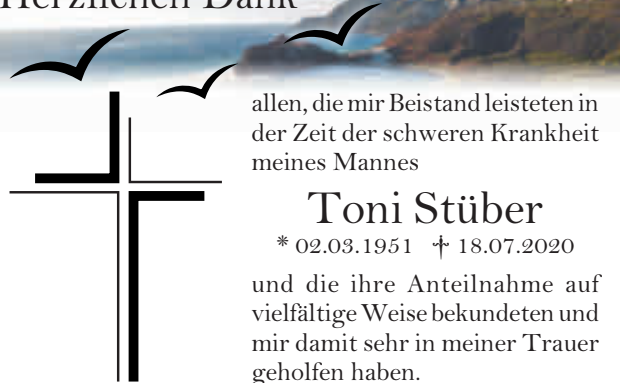 Herzlichen Dank
allen, die mir Beistand leisteten in
der Zeit der schweren Krankheit
meines Mannes
Toni Stüber
* 02.03.1951 † 18.07.2020
und die ihre Anteilnahme auf
vielfältige Weise bekundeten und
mir damit sehr in meiner Trauer
geholfen haben.